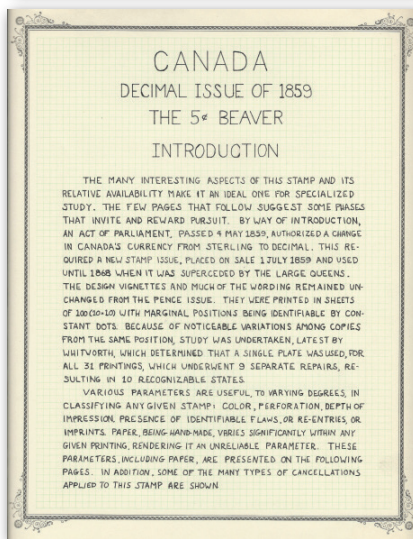 CANADA
DECIMAL ISSUE OF 1859
THE 5¢ BEAVER
INTRODUCTION
THE MANY INTERESTING ASPECTS OF THIS STAMP AND ITS
RELATIVE AVAILABILITY MAKE IT AN IDEAL ONE FOR SPECIALIZED
STUDY. THE FEW PAGES THAT FOLLOW SUGGEST SOME PHASES
THAT INVITE AND REWARD PURSUIT. BY WAY OF INTRODUCTION,
AN ACT OF PARLIAMENT, PASSED 4 MAY 1859, AUTHORIZED A CHANGE
IN CANADA'S CURRENCY FROM STERLING TO DECIMAL. THIS RE-
QUIRED A NEW STAMP ISSUE, PLACED ON SALE 1 JULY 1859 AND USED
UNTIL 1868 WHEN IT WAS SUPERCEDED BY THE LARGE QUEENS.
THE DESIGN VIGNETTES AND MUCH OF THE WORDING REMAINED UN-
CHANGED FROM THE PENCE ISSUE. THEY WERE PRINTED IN SHEETS
OF 100 (10×10) WITH MARGINAL POSITIONS BEING IDENTIFIABLE BY CON-
STANT DOTS. BECAUSE OF NOTICEABLE VARIATIONS AMONG COPIES
FROM THE SAME POSITION, STUDY WAS UNDERTAKEN, LATEST BY
WHITWORTH, WHICH DETERMINED THAT A SINGLE PLATE WAS USED, FOR
ALL 31 PRINTINGS, WHICH UNDERWENT 9 SEPARATE REPAIRS, RE-
SULTING IN 10 RECOGNIZABLE STATES.
VARIOUS PARAMETERS ARE USEFUL, TO VARYING DEGREES, IN
CLASSIFYING ANY GIVEN STAMP: COLOR, PERFORATION, DEPTH OF
IMPRESSION, PRESENCE OF IDENTIFIABLE FLAWS, OR RE-ENTRIES, OR
IMPRINTS. PAPER, BEING HAND-MADE, VARIES SIGNIFICANTLY WITHIN ANY
GIVEN PRINTING, RENDERING IT AN UNRELIABLE PARAMETER. THESE
PARAMETERS, INCLUDING PAPER, ARE PRESENTED ON THE FOLLOWING
PAGES. IN ADDITION, SOME OF THE MANY TYPES OF CANCELLATIONS
APPLIED TO THIS STAMP ARE SHOWN